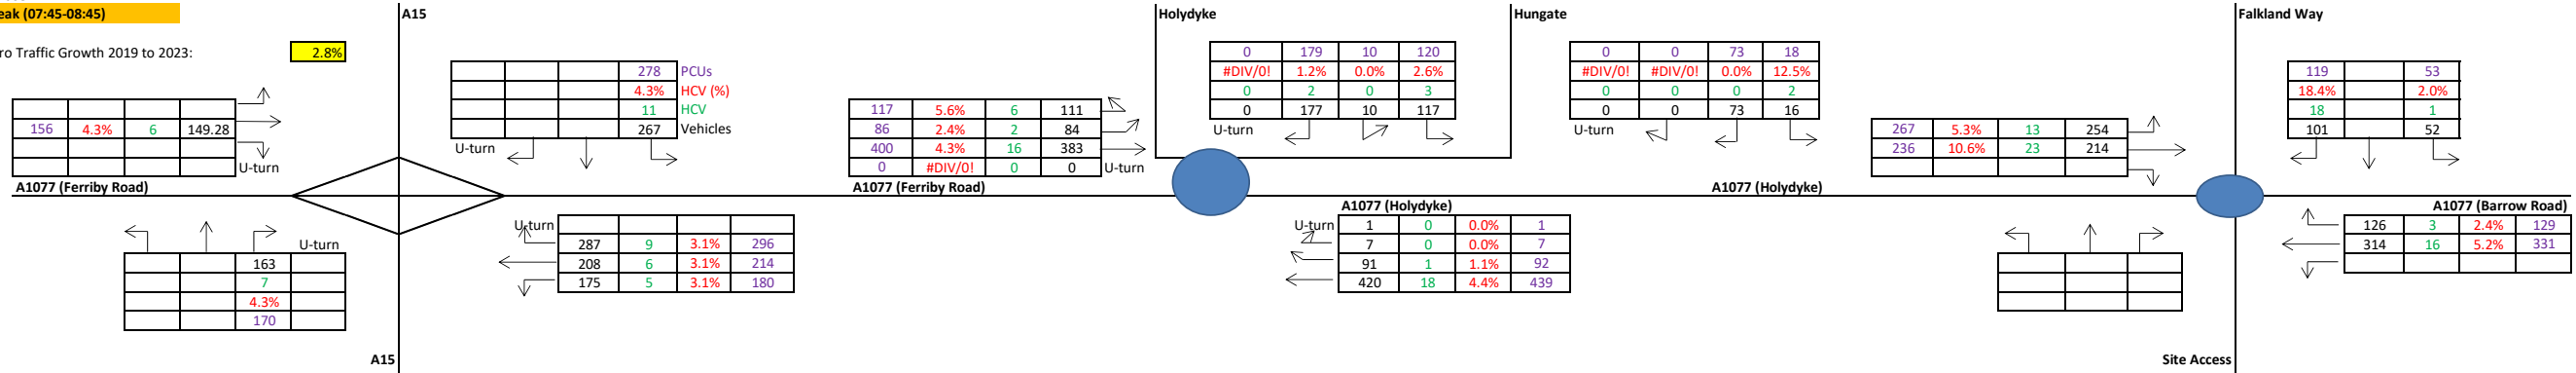 eak (07:45-08:45)
A15
Holydyke
Hungate
Falkland Way
ro Traffic Growth 2019 to 2023:
2.8%
278 PCUs
4.3% HCV (%)
11 HCV
267 Vehicles
U-turn
156 4.3% 6 149.28
U-turn
A1077 (Ferriby Road)
117 5.6% 6 111
86 2.4% 2 84
400 4.3% 16 383
0 #DIV/0! 0 0 U-turn
A1077 (Ferriby Road)
0 179 10 120
#DIV/0! 1.2% 0.0% 2.6%
0 2 0 3
0 177 10 117
U-turn
0 0 73 18
#DIV/0! #DIV/0! 0.0% 12.5%
0 0 0 2
0 0 73 16
U-turn
267 5.3% 13 254
236 10.6% 23 214
A1077 (Holydyke)
119 53
18.4% 2.0%
18 1
101 52
U-turn
163
7
4.3%
170
A15
U-turn
287 9 3.1% 296
208 6 3.1% 214
175 5 3.1% 180
A1077 (Holydyke)
U-turn 1 0 0.0% 1
7 0 0.0% 7
91 1 1.1% 92
420 18 4.4% 439
A1077 (Barrow Road)
126 3 2.4% 129
314 16 5.2% 331
Site Access